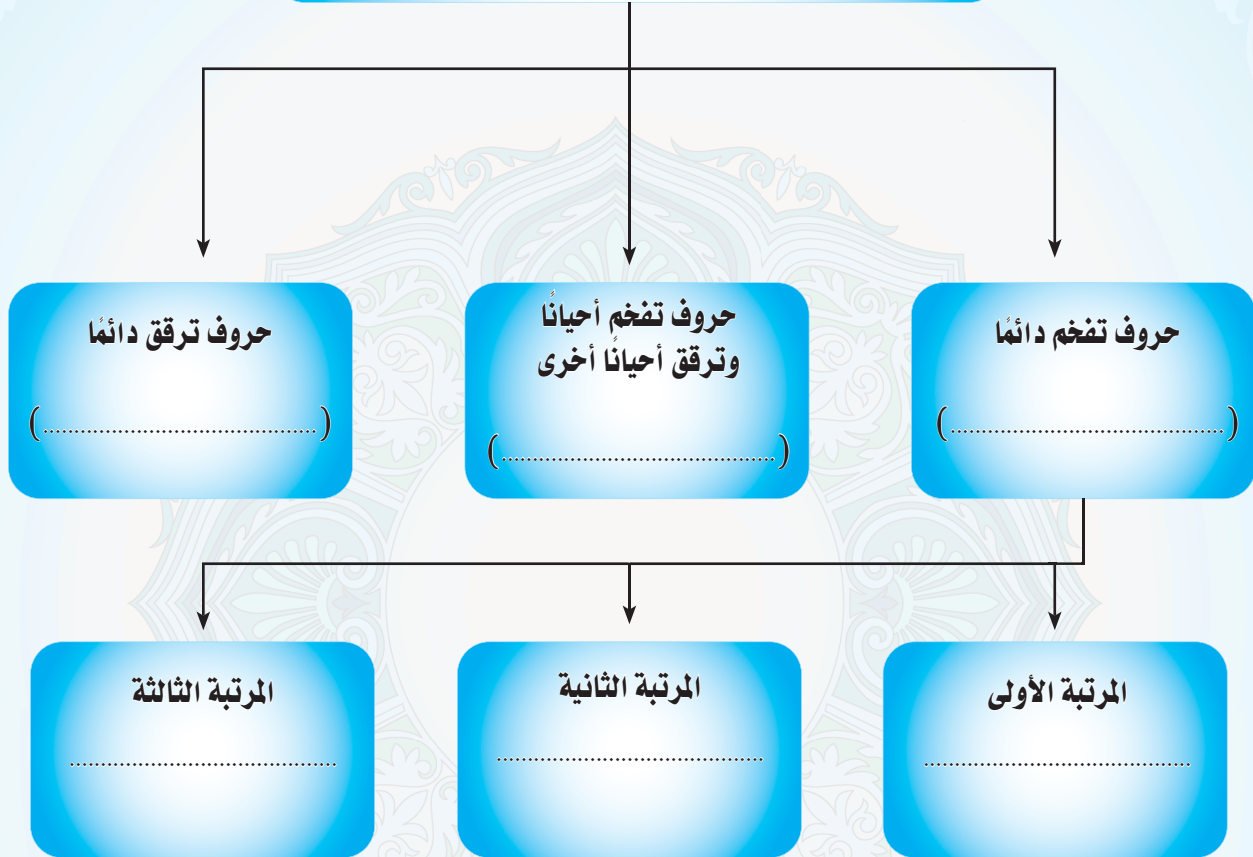 حروف تفخم دائمًا
(......................................)
حروف تفخم أحيانًا
وترقق أحيانًا أخرى
(......................................)
حروف ترقق دائمًا
(......................................)
المرتبة الأولى
......................................
المرتبة الثانية
......................................
المرتبة الثالثة
......................................